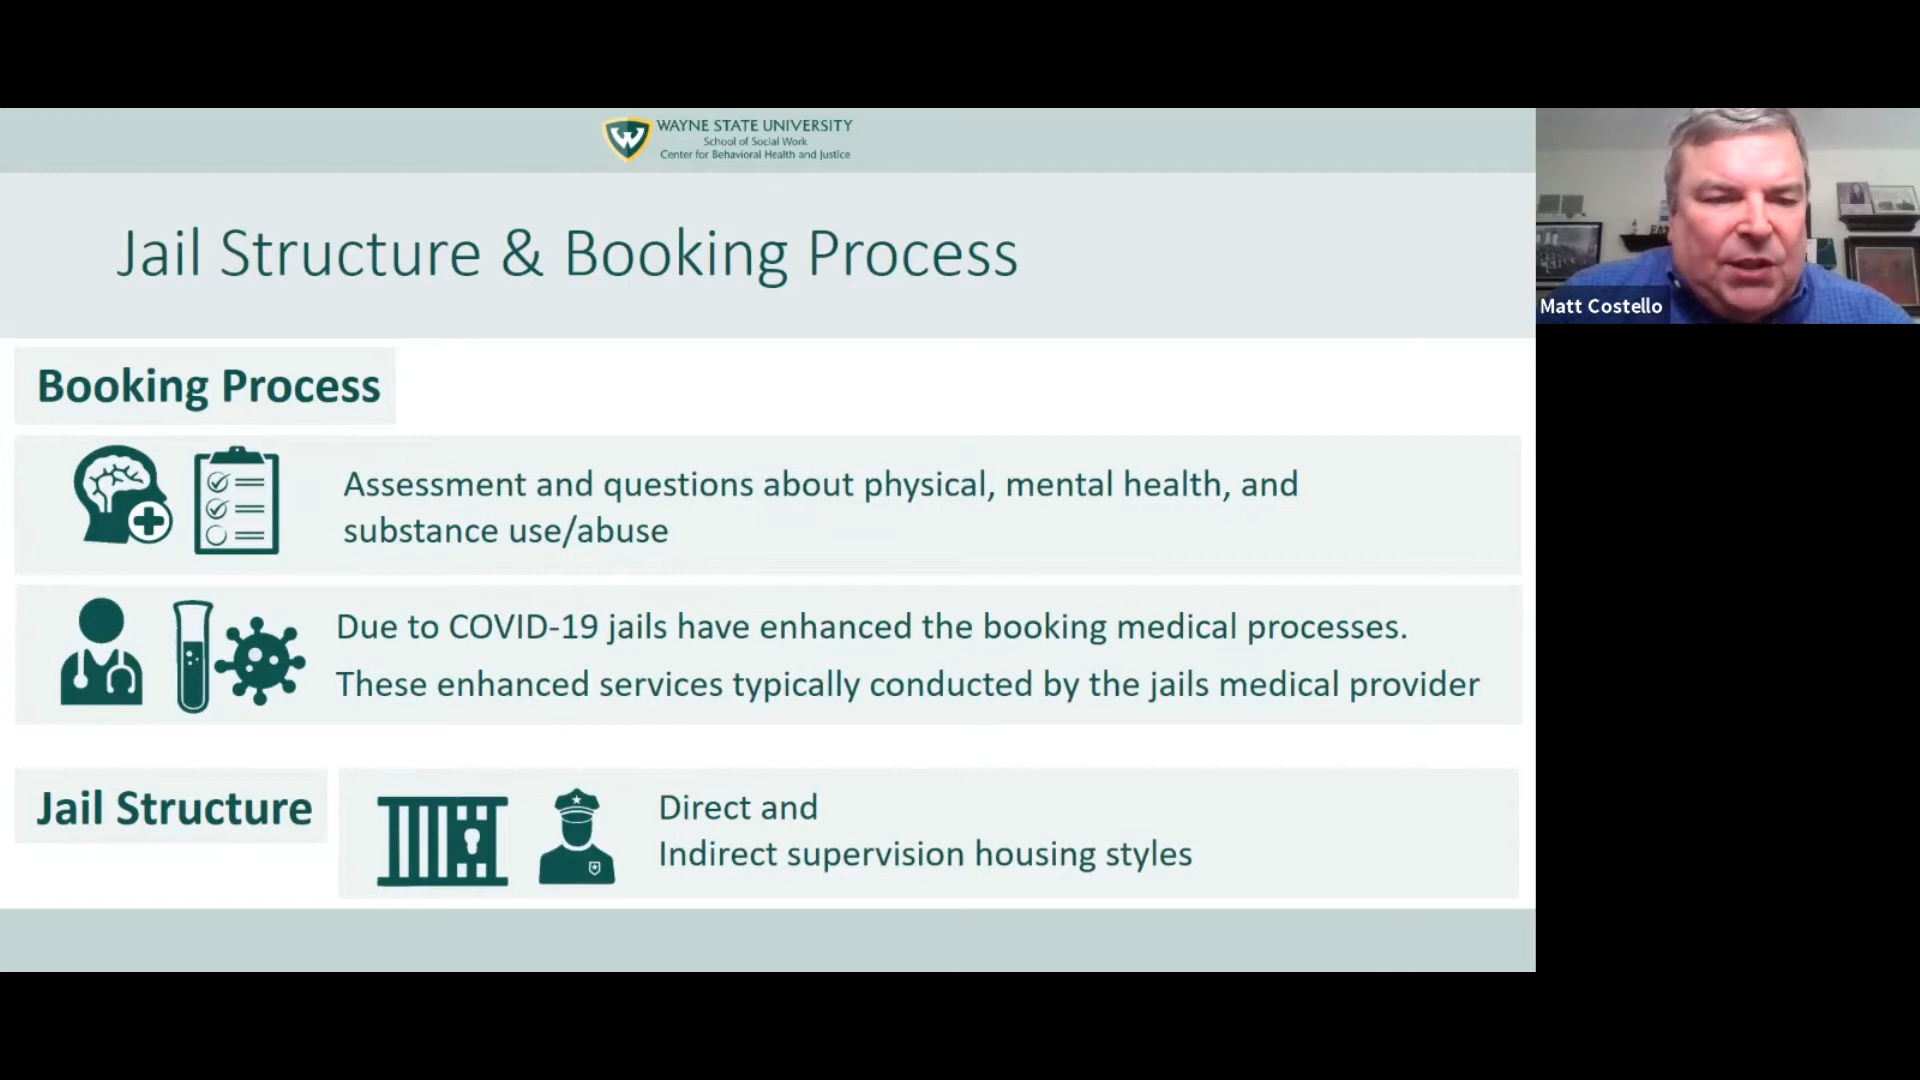 WAYNE STATE UNIVERSITY
School of Social Work
Center for Behavioral Health and Justice
Jail Structure & Booking Process
Matt Costello
Booking Process
Assessment and questions about physical, mental health, and
substance use/abuse
Due to COVID-19 jails have enhanced the booking medical processes.
These enhanced services typically conducted by the jails medical provider
Jail Structure
Direct and
Indirect supervision housing styles